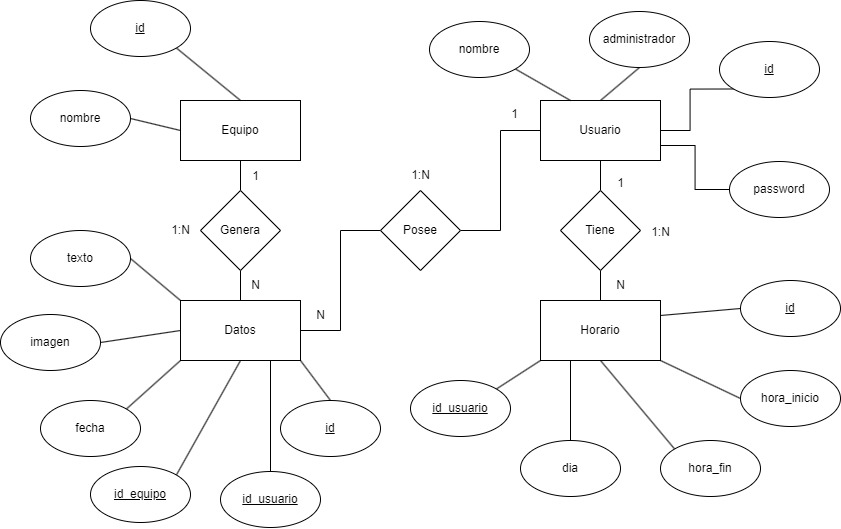 id
nombre
administrador
id
nombre
Equipo
1
Usuario
1
1:N
1
password
1:N
Genera
Posee
Tiene
1:N
texto
N
N
N
id
imagen
Datos
Horario
hora_inicio
fecha
id
id_usuario
id_equipo
id_usuario
dia
hora_fin